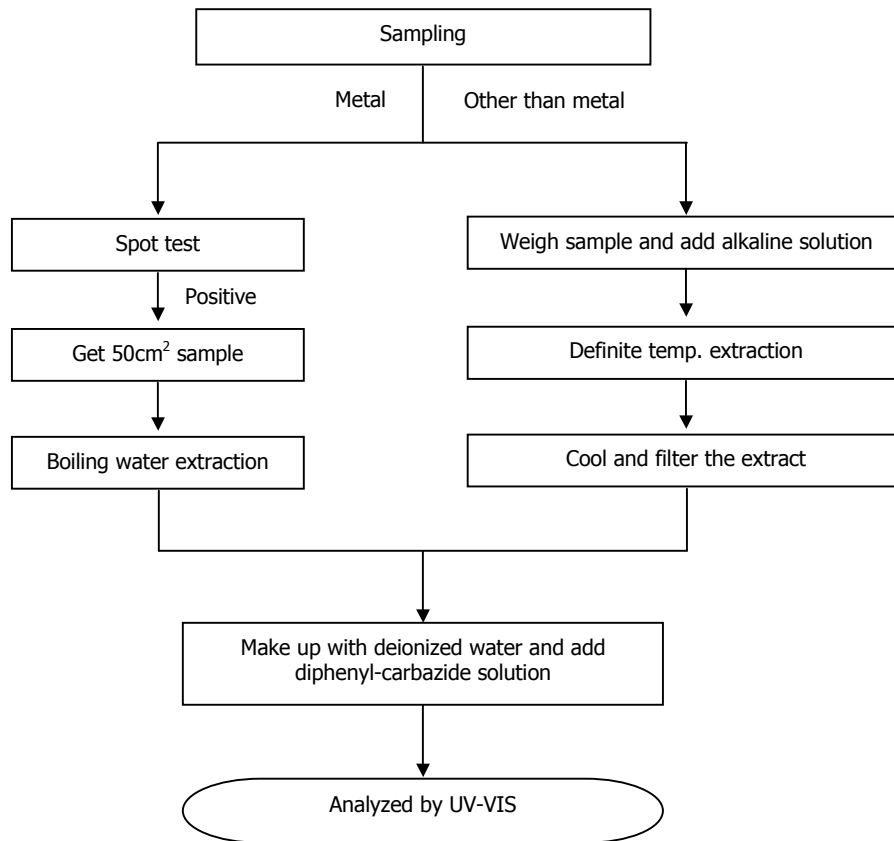 Sampling
Metal
Other than metal
Spot test
Weigh sample and add alkaline solution
Positive
Get 50cm² sample
Definite temp. extraction
Boiling water extraction
Cool and filter the extract
Make up with deionized water and add
diphenyl-carbazide solution
Analyzed by UV-VIS